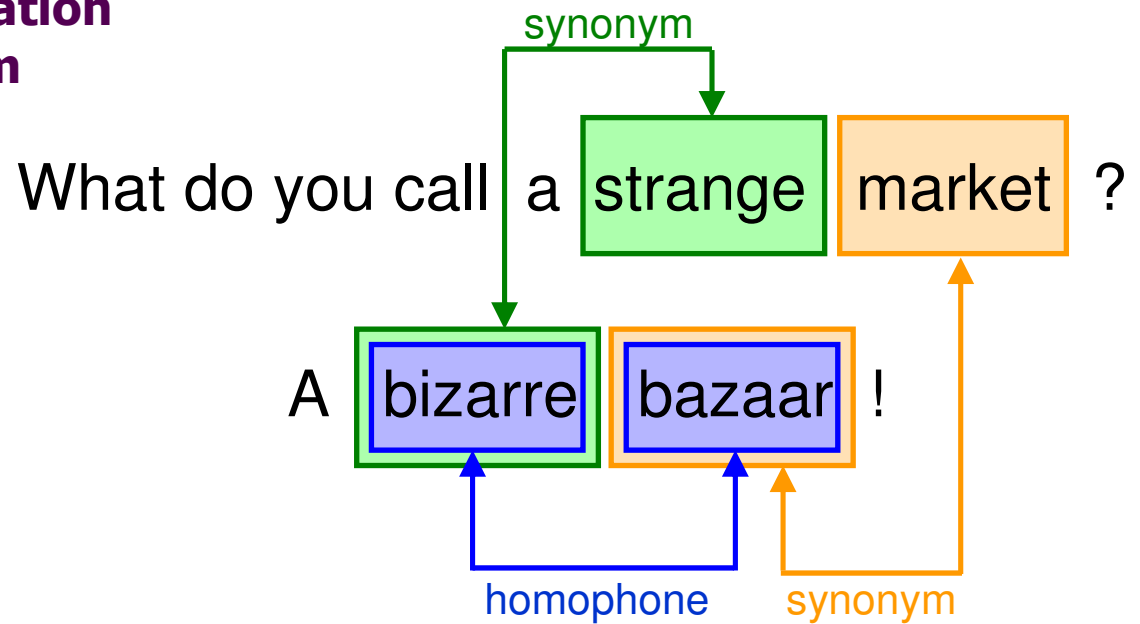 synonym
What do you call a strange market ?
A bizarre bazaar !
homophone synonym